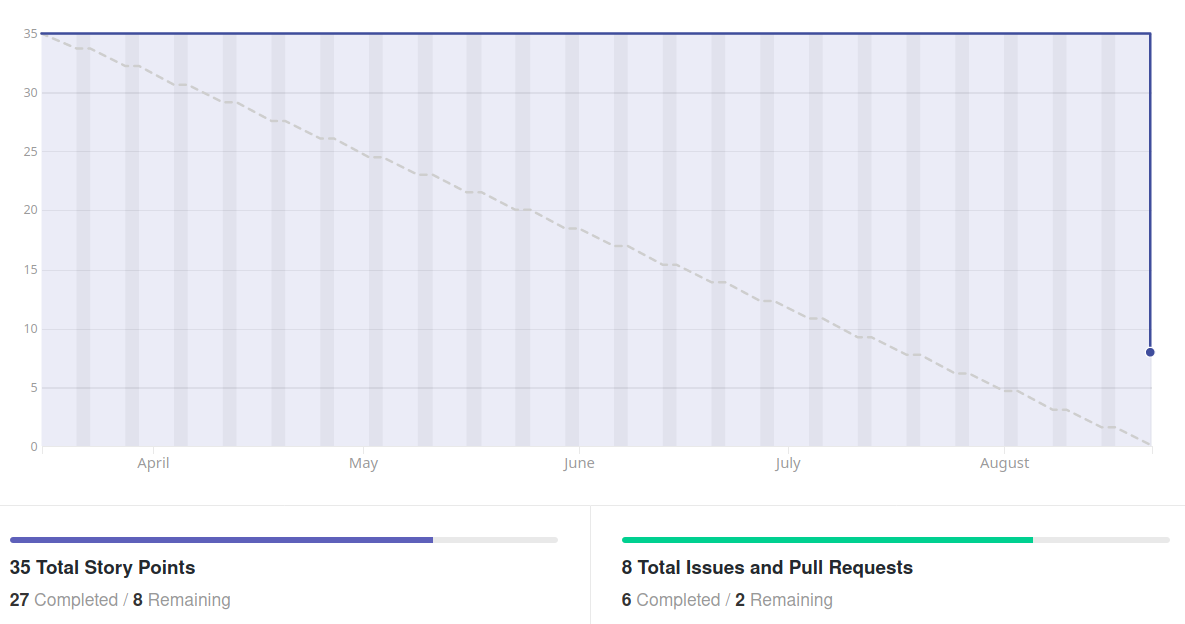 35
30
25
20
15
10
5
0
April May June July August
35 Total Story Points
27 Completed / 8 Remaining
8 Total Issues and Pull Requests
6 Completed / 2 Remaining